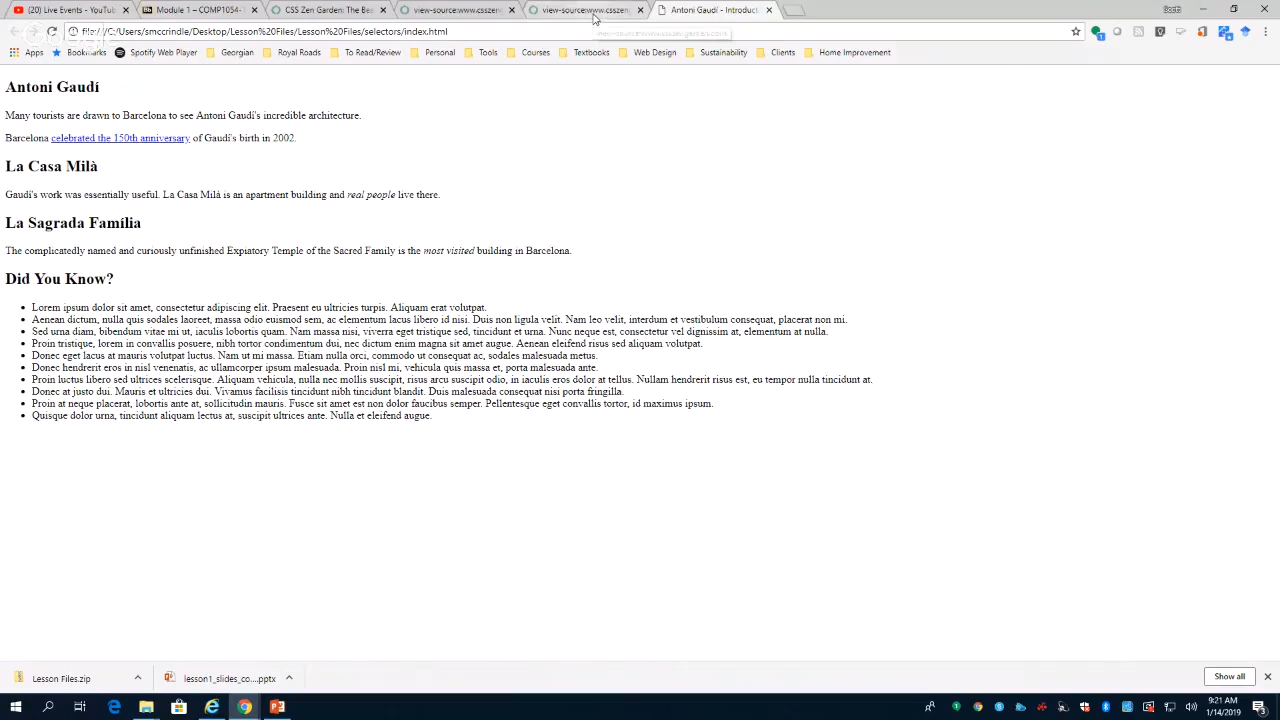 (20) Live Events - YouTub
Module 1 – COMP1054-
CSS Zen Garden: The Bea
view-source:www.csszeng
view-source:www.csszeng
Antoni Gaudí - Introducti
file:///C:/Users/smccrindle/Desktop/Lesson%20Files/Lesson%20Files/selectors/index.html
Apps
Bookmarks
Spotify Web Player
Georgian
Royal Roads
To Read/Review
Personal
Tools
Courses
Textbooks
Web Design
Sustainability
Clients
Home Improvement
Antoni Gaudí
Many tourists are drawn to Barcelona to see Antoni Gaudí's incredible architecture.
Barcelona celebrated the 150th anniversary of Gaudí's birth in 2002.
La Casa Milà
Gaudí's work was essentially useful. La Casa Milà is an apartment building and real people live there.
La Sagrada Família
The complicatedly named and curiously unfinished Expiatory Temple of the Sacred Family is the most visited building in Barcelona.
Did You Know?
• Lorem ipsum dolor sit amet, consectetur adipiscing elit. Praesent eu ultricies turpis. Aliquam erat volutpat.
• Aenean dictum, nulla quis sodales laoreet, massa odio euismod sem, ac elementum lacus libero id nisi. Duis non ligula velit. Nam leo velit, interdum et vestibulum consequat, placerat non mi.
• Sed urna diam, bibendum vitae mi ut, iaculis lobortis quam. Nam massa nisi, viverra eget tristique sed, tincidunt et urna. Nunc neque est, consectetur vel dignissim at, elementum at nulla.
• Proin tristique, lorem in convallis posuere, nibh tortor condimentum dui, nec dictum enim magna sit amet augue. Aenean eleifend risus sed aliquam volutpat.
• Donec eget lacus at mauris volutpat luctus. Nam ut mi massa. Etiam nulla orci, commodo ut consequat ac, sodales malesuada metus.
• Donec hendrerit eros in nisl venenatis, ac ullamcorper ipsum malesuada. Proin nisl mi, vehicula quis massa et, porta malesuada ante.
• Proin luctus libero sed ultrices scelerisque. Aliquam vehicula, nulla nec mollis suscipit, risus arcu suscipit odio, in iaculis eros dolor at tellus. Nullam hendrerit risus est, eu tempor nulla tincidunt at.
• Donec at justo dui. Mauris et ultricies dui. Vivamus facilisis tincidunt nibh tincidunt blandit. Duis malesuada consequat nisi porta fringilla.
• Proin at neque placerat, lobortis ante at, sollicitudin mauris. Fusce sit amet est non dolor faucibus semper. Pellentesque eget convallis tortor, id maximus ipsum.
• Quisque dolor urna, tincidunt aliquam lectus at, suscipit ultrices ante. Nulla et eleifend augue.
Lesson Files.zip
lesson1_slides_co....pptx
Show all
9:21 AM
1/14/2019